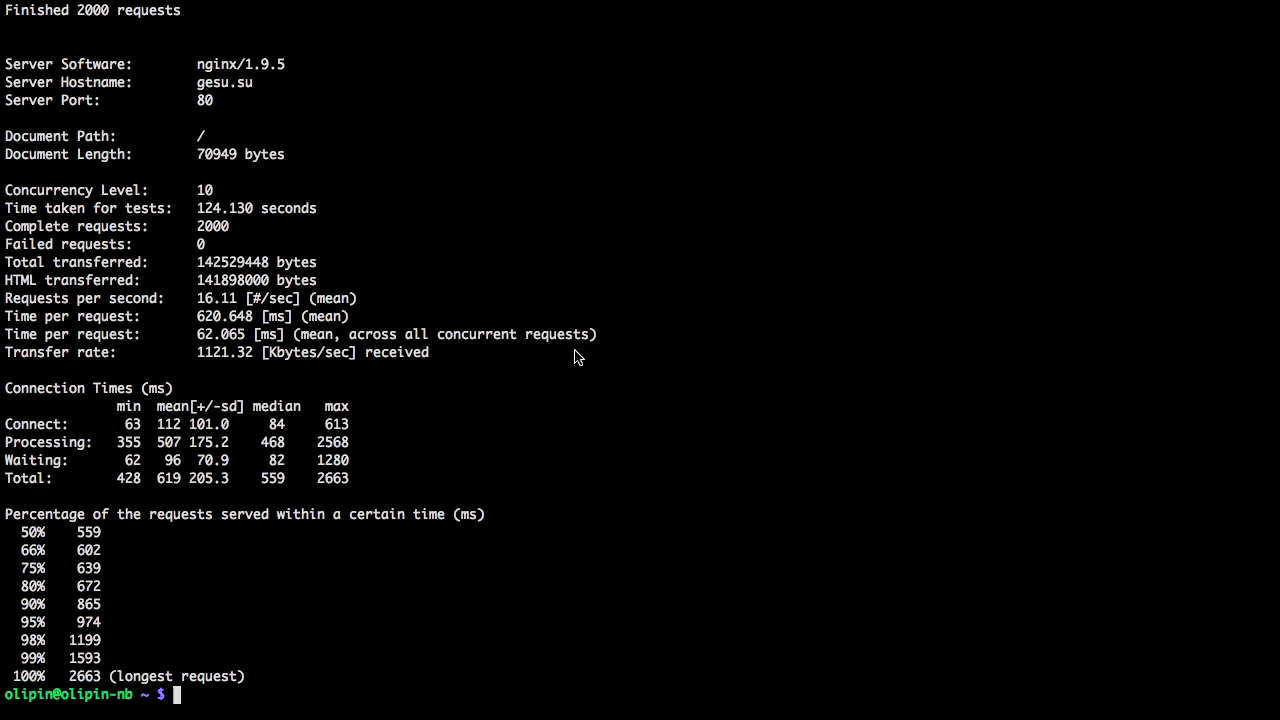 Finished 2000 requests
Server Software:        nginx/1.9.5
Server Hostname:        gesu.su
Server Port:            80
Document Path:          /
Document Length:        70949 bytes
Concurrency Level:      10
Time taken for tests:   124.130 seconds
Complete requests:      2000
Failed requests:        0
Total transferred:      142529448 bytes
HTML transferred:       141898000 bytes
Requests per second:    16.11 [#/sec] (mean)
Time per request:       620.648 [ms] (mean)
Time per request:       62.065 [ms] (mean, across all concurrent requests)
Transfer rate:          1121.32 [Kbytes/sec] received
Connection Times (ms)
              min  mean[+/-sd] median   max
Connect:       63  112 101.0     84     613
Processing:   355  507 175.2    468    2568
Waiting:       62   96  70.9     82    1280
Total:        428  619 205.3    559    2663
Percentage of the requests served within a certain time (ms)
  50%    559
  66%    602
  75%    639
  80%    672
  90%    865
  95%    974
  98%   1199
  99%   1593
 100%   2663 (longest request)
olipin@olipin-nb ~ $